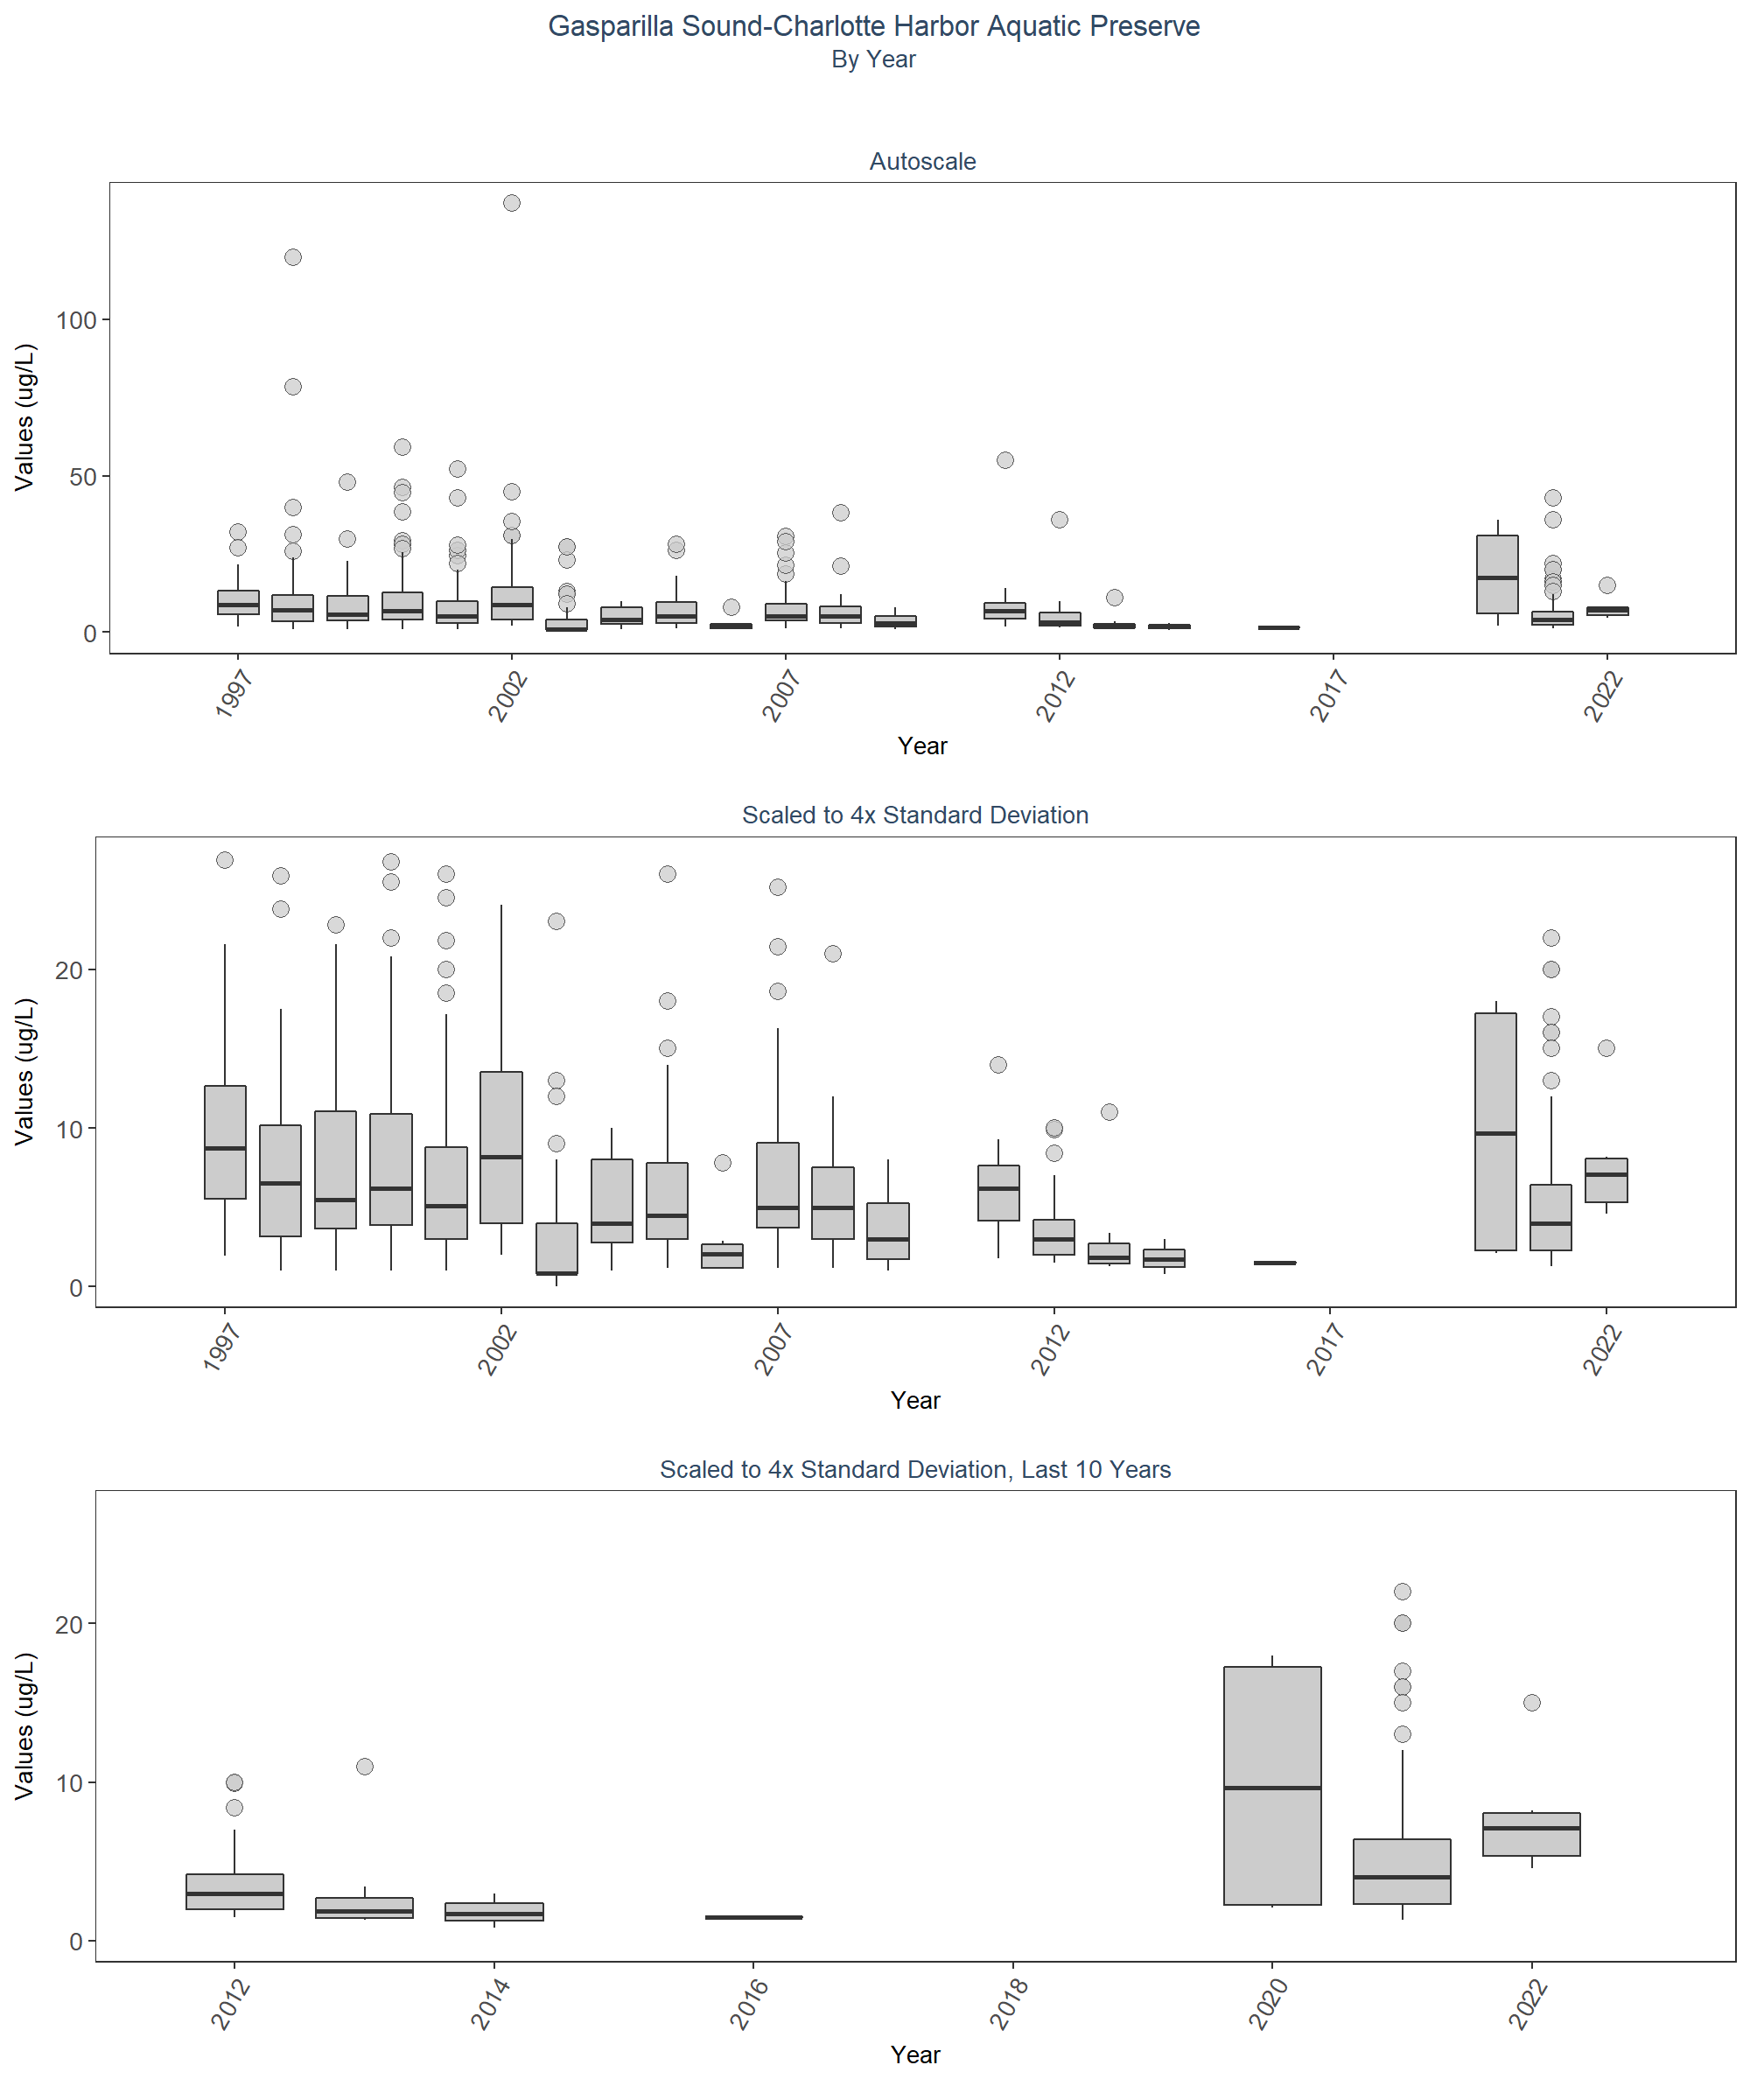 Gasparilla Sound-Charlotte Harbor Aquatic Preserve
By Year
Autoscale
Values (ug/L)
100
50
0
1997
2002
2007
2012
2017
2022
Year
Scaled to 4x Standard Deviation
Values (ug/L)
20
10
0
1997
2002
2007
2012
2017
2022
Year
Scaled to 4x Standard Deviation, Last 10 Years
Values (ug/L)
20
10
0
2012
2014
2016
2018
2020
2022
Year